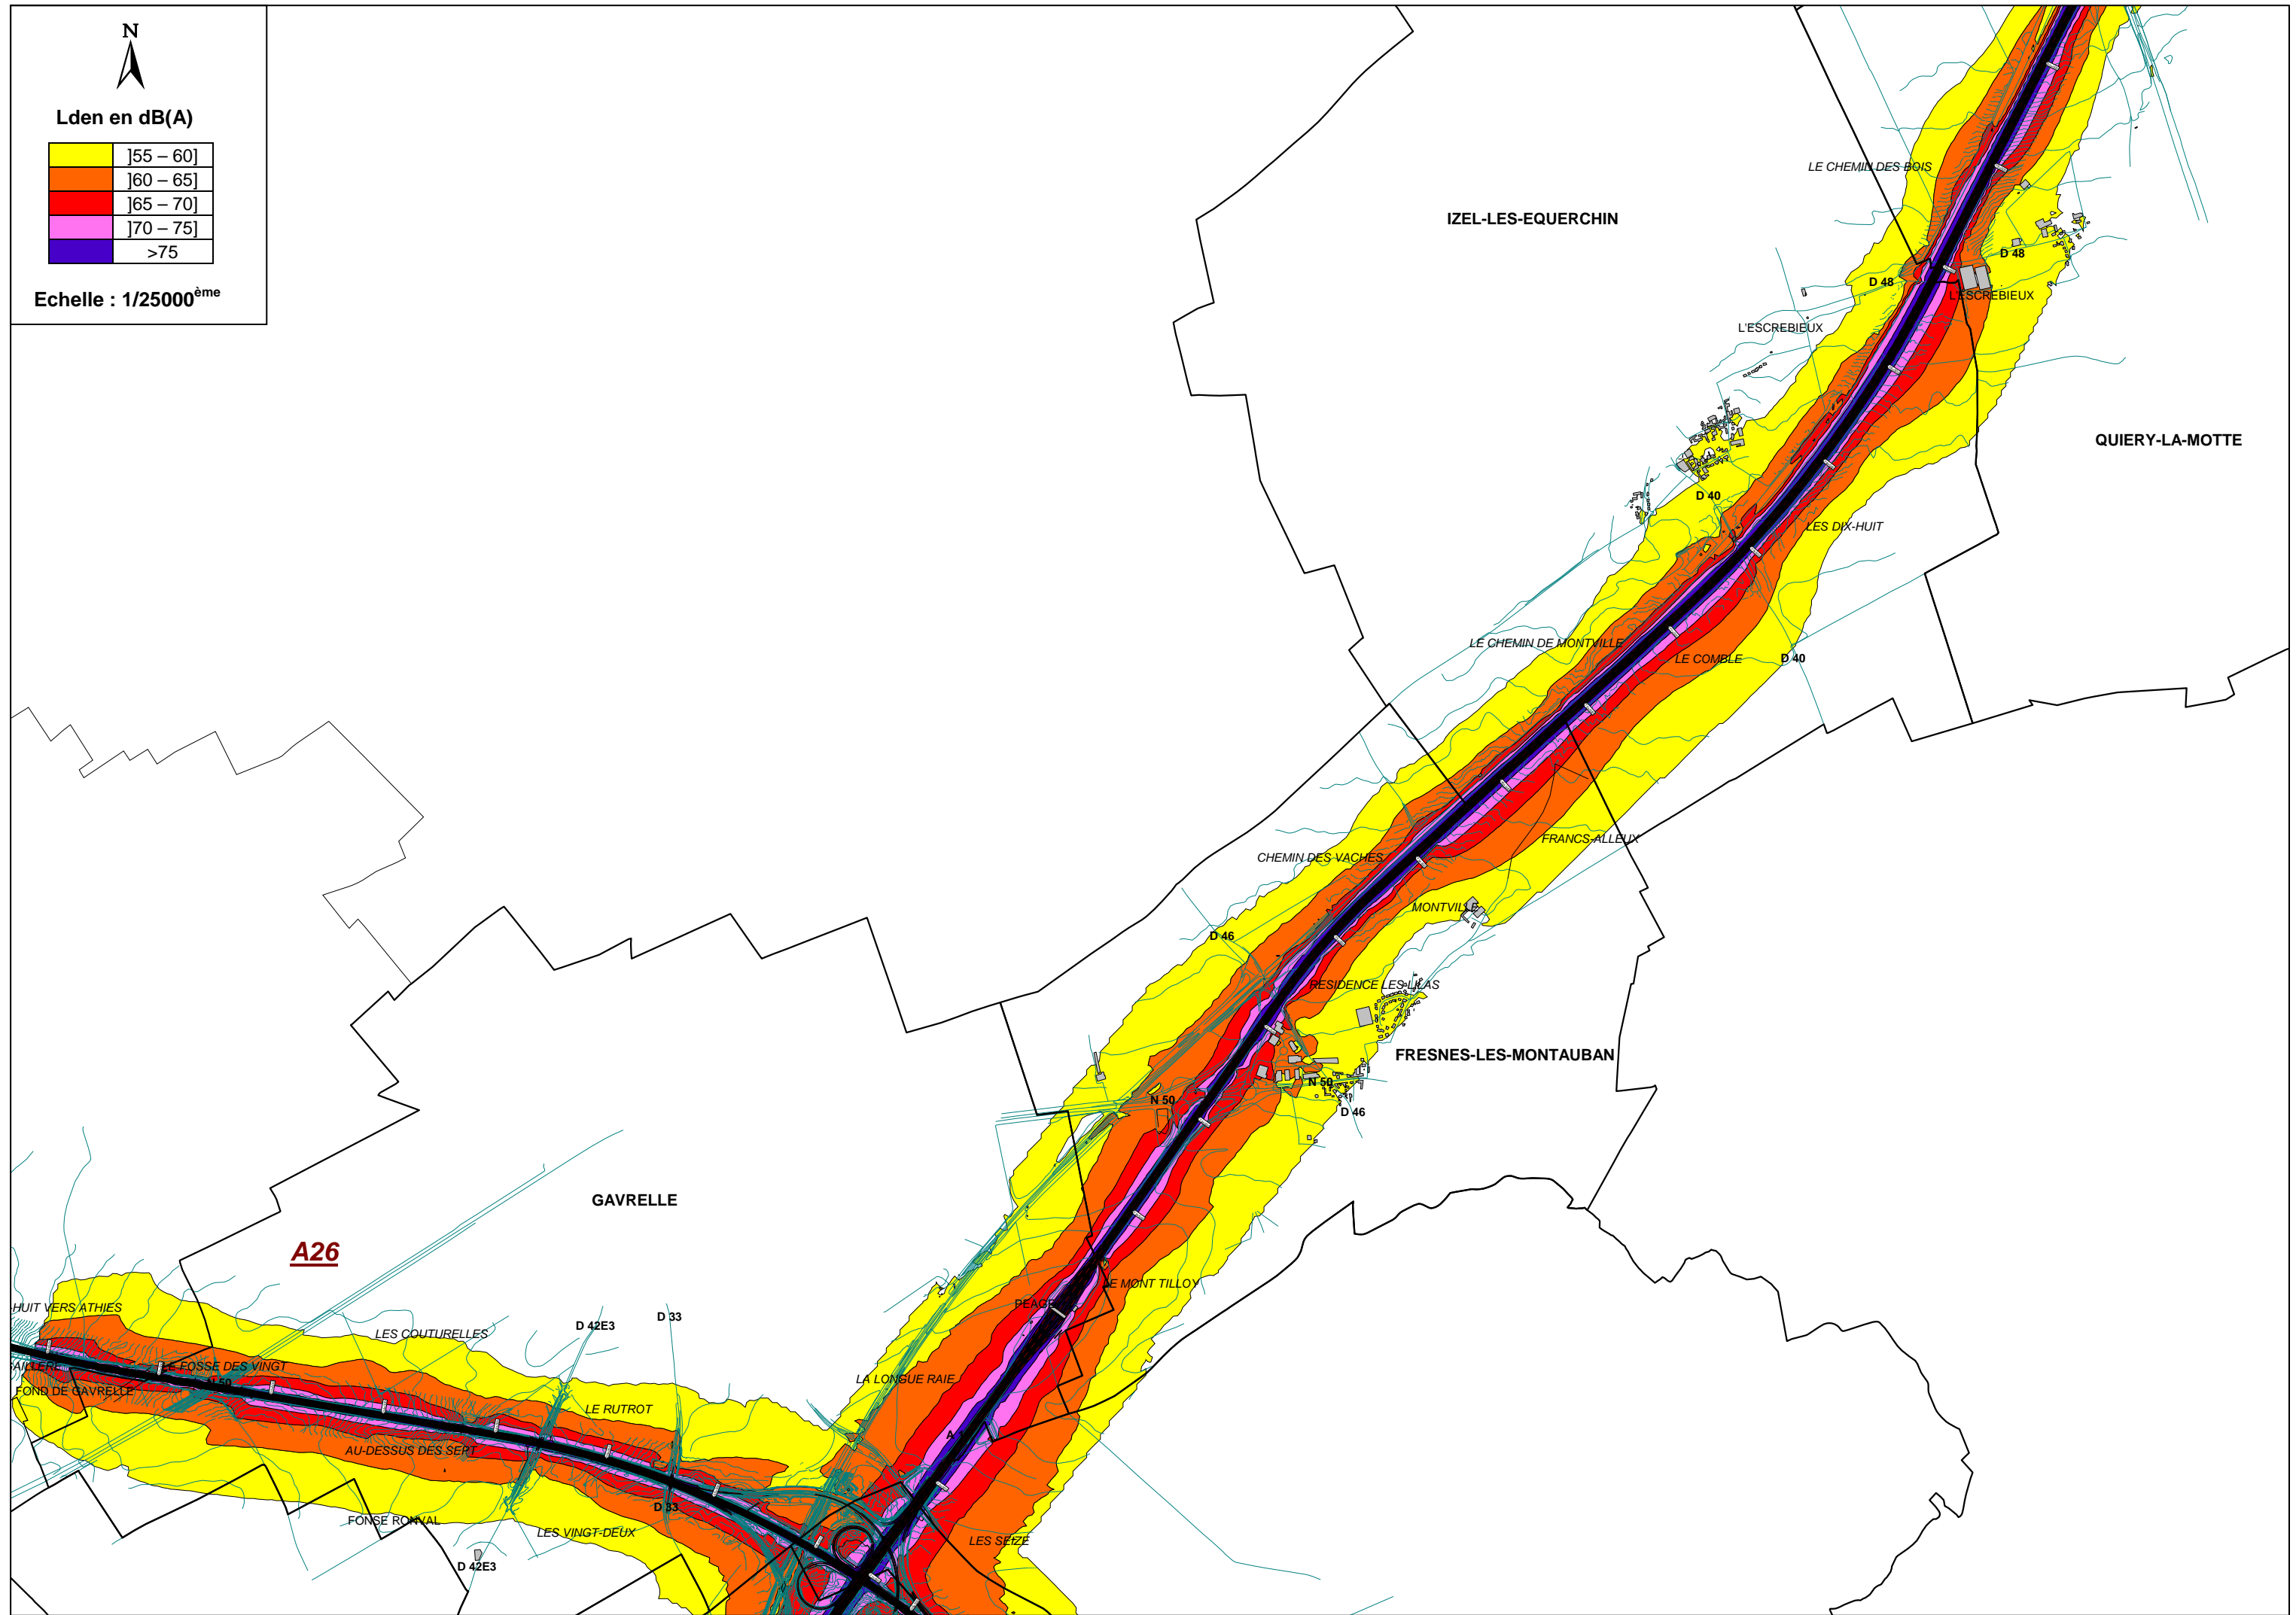 N
Lden en dB(A)
]55 – 60]
]60 – 65]
]65 – 70]
]70 – 75]
>75
Echelle : 1/25000ème
LE CHEMIN DES BOIS
IZEL-LES-EQUERCHIN
D 48
D 48
L'ESCREBIEUX
L'ESCREBIEUX
QUIERY-LA-MOTTE
D 40
LES DIX-HUIT
LE CHEMIN DE MONTVILLE
LE COMBLE
D 40
FRANCS-ALLEUX
CHEMIN DES VACHES
MONTVILLE
D 46
RESIDENCE LES LILAS
FRESNES-LES-MONTAUBAN
N 50
N 50
D 46
GAVRELLE
A26
LE MONT TILLOY
PEAGE
-HUIT VERS ATHIES
D 42E3
D 33
LES COUTURELLES
LE FOSSE DES VINGT
N 50
FOND DE GAVRELLE
LA LONGUE RAIE
LE RUTROT
A
AU-DESSUS DES SEPT
D 33
FONSE RONVAL
LES VINGT-DEUX
LES SEIZE
D 42E3